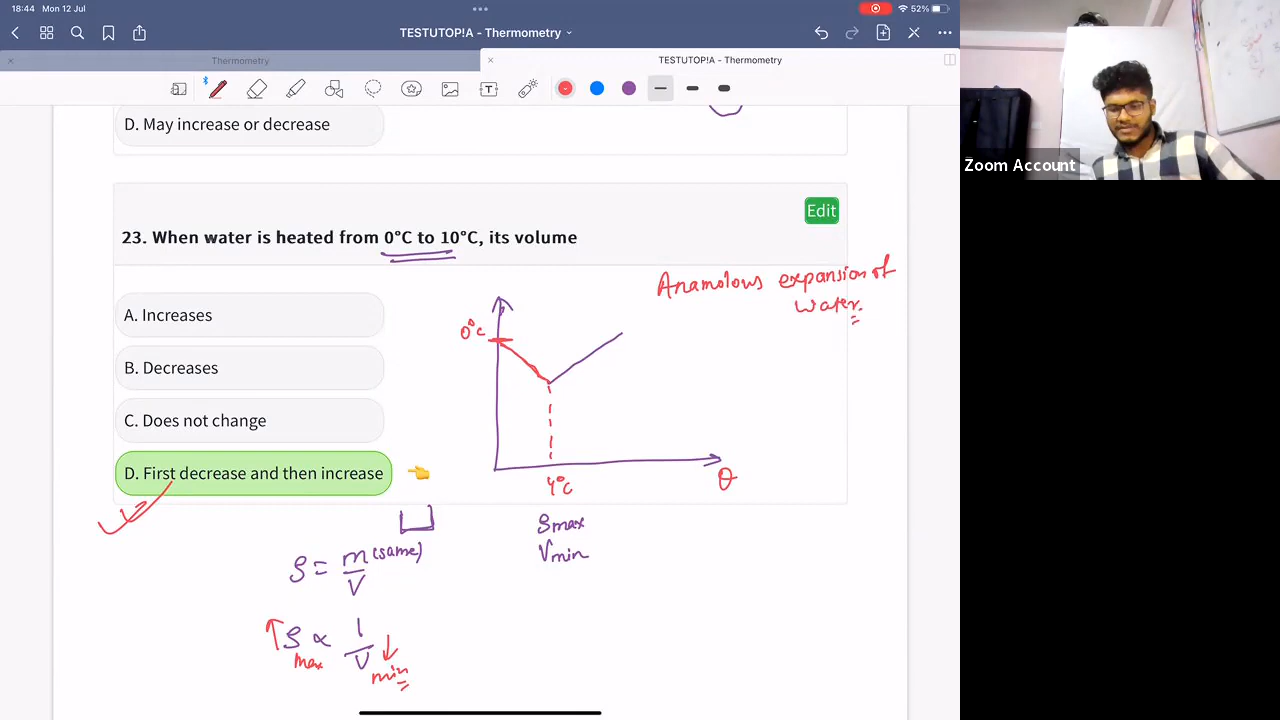 18:44 Mon 12 Jul
52%
TESTUTOP!A - Thermometry
Thermometry
TESTUTOP!A - Thermometry
T
D. May increase or decrease
Edit
23. When water is heated from 0°C to 10°C, its volume
Anamolous expansion of
water.
A. Increases
0°c
B. Decreases
C. Does not change
D. First decrease and then increase
4°c
θ
ρmax
Vmin
ρ = m (same)
V
ρ ∝ 1
V
max
min
Zoom Account